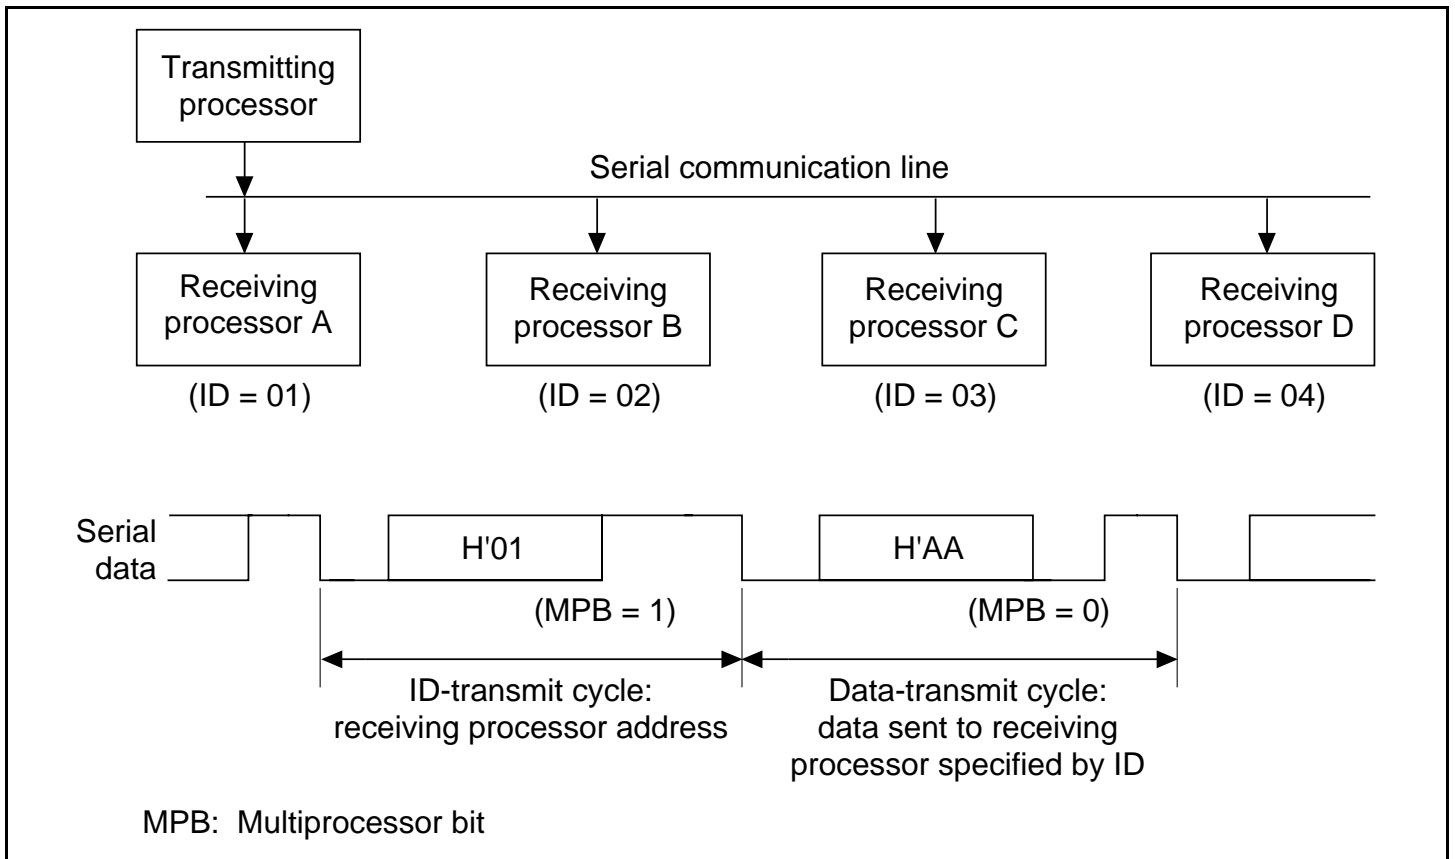 Transmitting
processor
Serial communication line
Receiving
processor A
Receiving
processor B
Receiving
processor C
Receiving
processor D
(ID = 01)
(ID = 02)
(ID = 03)
(ID = 04)
Serial
data
H'01
H'AA
(MPB = 1)
(MPB = 0)
ID-transmit cycle:
receiving processor address
Data-transmit cycle:
data sent to receiving
processor specified by ID
MPB: Multiprocessor bit